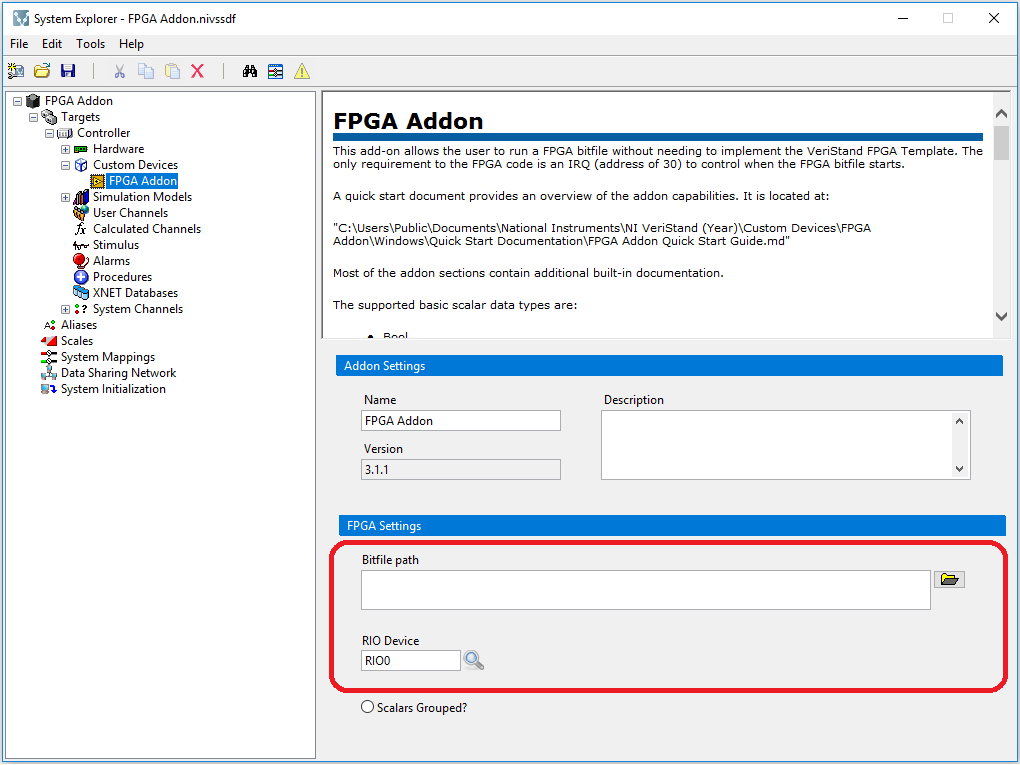 System Explorer - FPGA Addon.nivssdf
File Edit Tools Help
FPGA Addon
Targets
Controller
Hardware
Custom Devices
FPGA Addon
Simulation Models
User Channels
Calculated Channels
Stimulus
Alarms
Procedures
XNET Databases
System Channels
Aliases
Scales
System Mappings
Data Sharing Network
System Initialization
FPGA Addon
This add-on allows the user to run a FPGA bitfile without needing to implement the VeriStand FPGA Template. The
only requirement to the FPGA code is an IRQ (address of 30) to control when the FPGA bitfile starts.
A quick start document provides an overview of the addon capabilities. It is located at:
"C:\Users\Public\Documents\National Instruments\NI VeriStand (Year)\Custom Devices\FPGA
Addon\Windows\Quick Start Documentation\FPGA Addon Quick Start Guide.md"
Most of the addon sections contain additional built-in documentation.
The supported basic scalar data types are:
• Bool
Addon Settings
Name
Description
FPGA Addon
Version
3.1.1
FPGA Settings
Bitfile path
RIO Device
RIO0
Scalars Grouped?